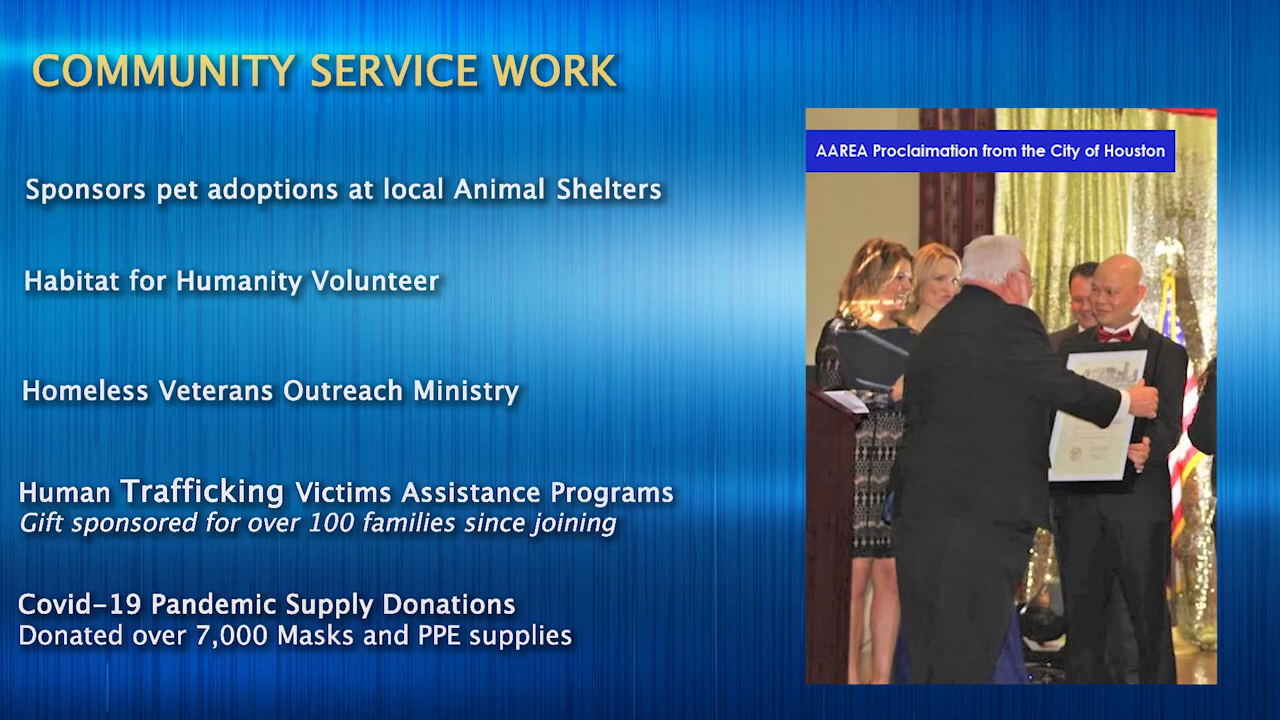 COMMUNITY SERVICE WORK
AAREA Proclaimation from the City of Houston
Sponsors pet adoptions at local Animal Shelters
Habitat for Humanity Volunteer
Homeless Veterans Outreach Ministry
Human Trafficking Victims Assistance Programs
Gift sponsored for over 100 families since joining
Covid-19 Pandemic Supply Donations
Donated over 7,000 Masks and PPE supplies